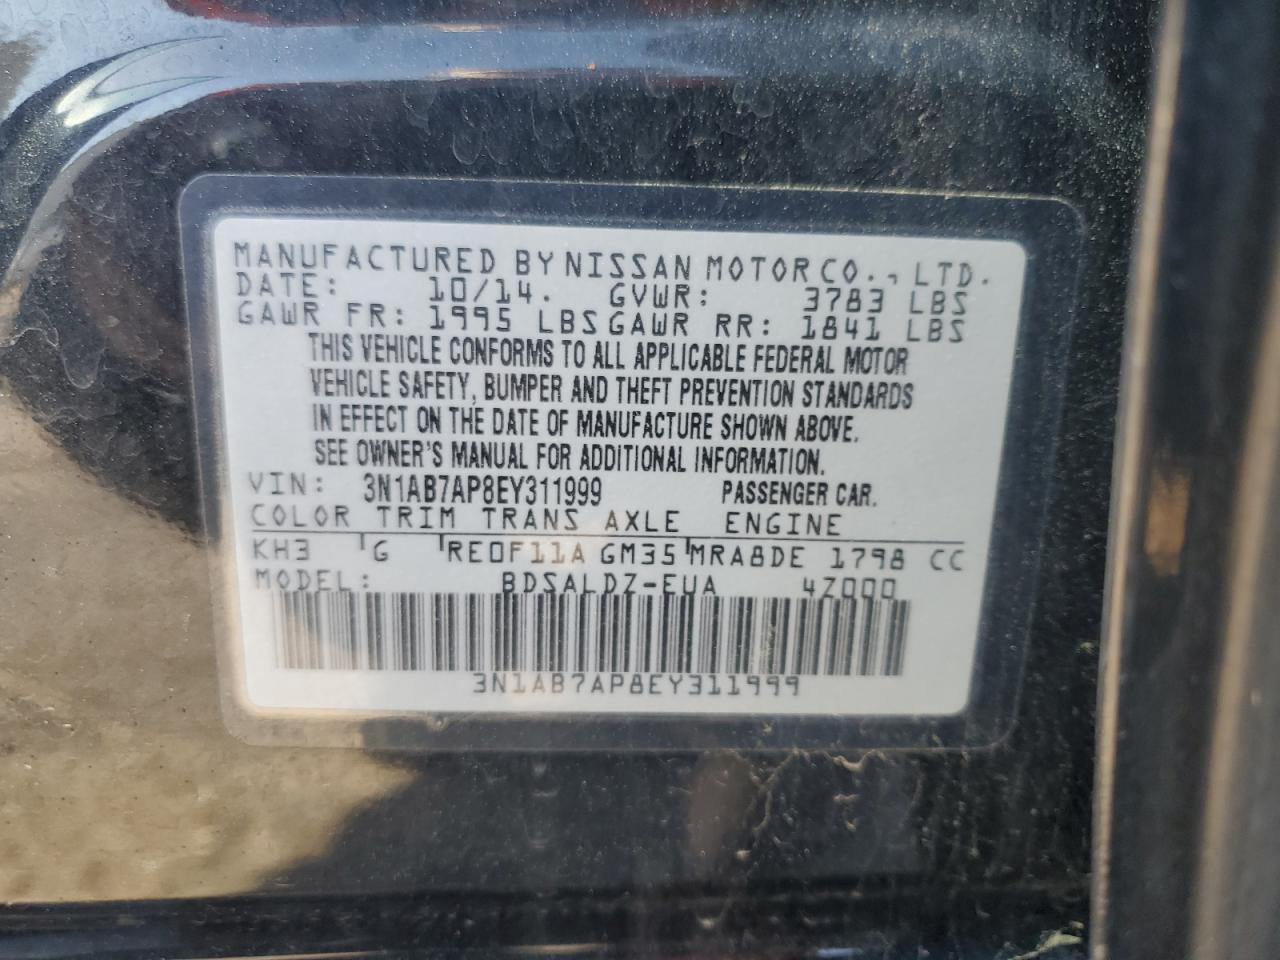 MANUFACTURED BY NISSAN MOTOR CO., LTD.
DATE: 10/14. GVWR: 3783 LBS
GAWR FR: 1995 LBS GAWR RR: 1841 LBS
THIS VEHICLE CONFORMS TO ALL APPLICABLE FEDERAL MOTOR
VEHICLE SAFETY, BUMPER AND THEFT PREVENTION STANDARDS
IN EFFECT ON THE DATE OF MANUFACTURE SHOWN ABOVE.
SEE OWNER'S MANUAL FOR ADDITIONAL INFORMATION.
VIN: 3N1AB7AP8EY311999 PASSENGER CAR.
COLOR TRIM TRANS AXLE ENGINE
KH3 G RE0F11A GM35 MRA8DE 1798 CC
MODEL: BDSALDZ-EUA 4Z000
3N1AB7AP8EY311999